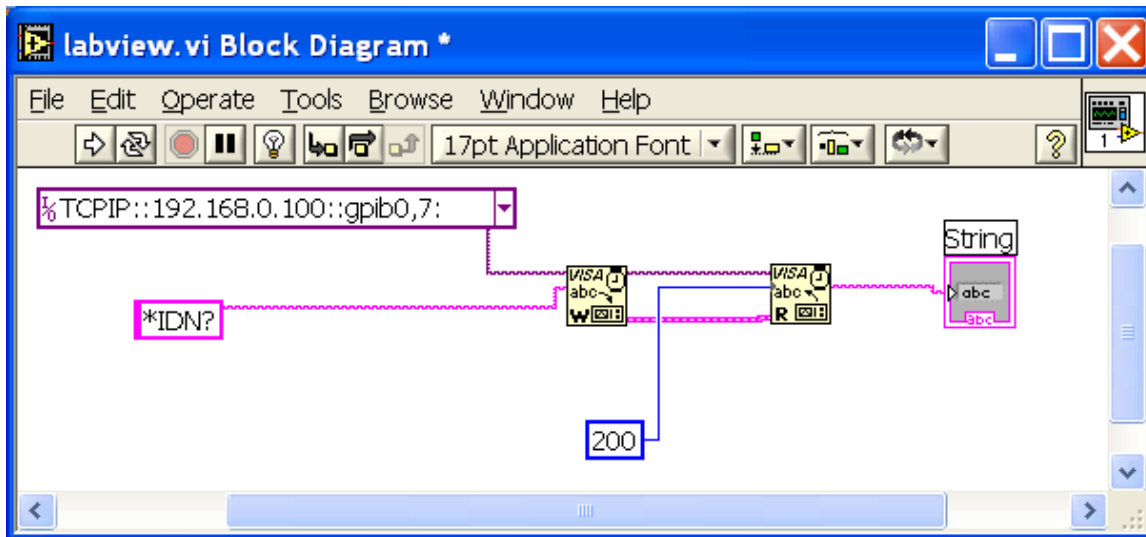 labview.vi Block Diagram *
File Edit Operate Tools Browse Window Help
17pt Application Font
?
1
I/O TCPIP::192.168.0.100::gpib0,7:
String
VISA
abc
W
VISA
abc
R
abc
abc
*IDN?
200